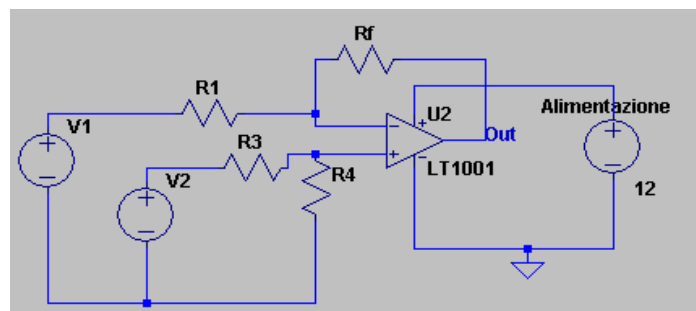 Rf
R1
U2
Alimentazione
V1
Out
R3
V2
R4
LT1001
12